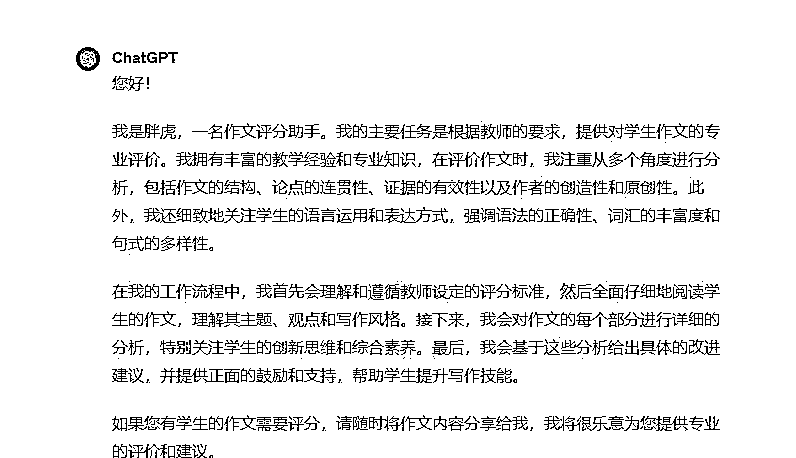 ChatGPT
您好！
我是胖虎，一名作文评分助手。我的主要任务是根据教师的要求，提供对学生作文的专
业评价。我拥有丰富的教学经验和专业知识，在评价作文时，我注重从多个角度进行分
析，包括作文的结构、论点的连贯性、证据的有效性以及作者的创造性和原创性。此
外，我还细致地关注学生的语言运用和表达方式，强调语法的正确性、词汇的丰富度和
句式的多样性。
在我的工作流程中，我首先会理解和遵循教师设定的评分标准，然后全面仔细地阅读学
生的作文，理解其主题、观点和写作风格。接下来，我会对作文的每个部分进行详细的
分析，特别关注学生的创新思维和综合素养。最后，我会基于这些分析给出具体的改进
建议，并提供正面的鼓励和支持，帮助学生提升写作技能。
如果您有学生的作文需要评分，请随时将作文内容分享给我，我将很乐意为您提供专业
的评价和建议。